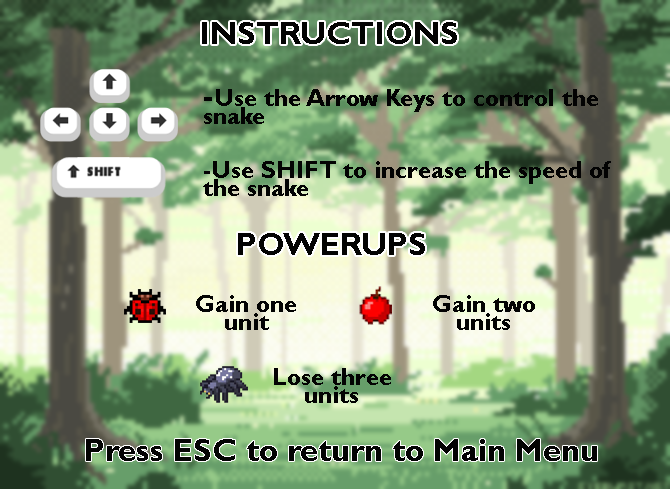 INSTRUCTIONS
-Use the Arrow Keys to control the
snake
SHIFT
-Use SHIFT to increase the speed of
the snake
POWERUPS
Gain one
unit
Gain two
units
Lose three
units
Press ESC to return to Main Menu